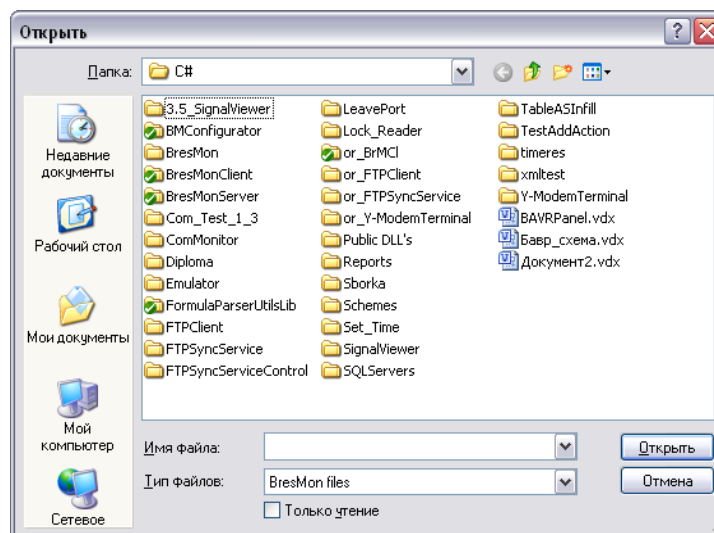 Открыть
Папка:
C#
Недавние документы
Рабочий стол
Мои документы
Мой компьютер
Сетевое
3.5_SignalViewer
BMConfigurator
BresMon
BresMonClient
BresMonServer
Com_Test_1_3
ComMonitor
Diploma
Emulator
FormulaParserUtilsLib
FTPClient
FTPSyncService
FTPSyncServiceControl
LeavePort
Lock_Reader
or_BrMCl
or_FTPClient
or_FTPSyncService
or_Y-ModemTerminal
Public DLL's
Reports
Sborka
Schemes
Set_Time
SignalViewer
SQLServers
TableASInfill
TestAddAction
timeres
xmltest
Y-ModemTerminal
BAVRPanel.vdx
Бавр_схема.vdx
Документ2.vdx
Имя файла:
Открыть
Тип файлов:
BresMon files
Отмена
Только чтение